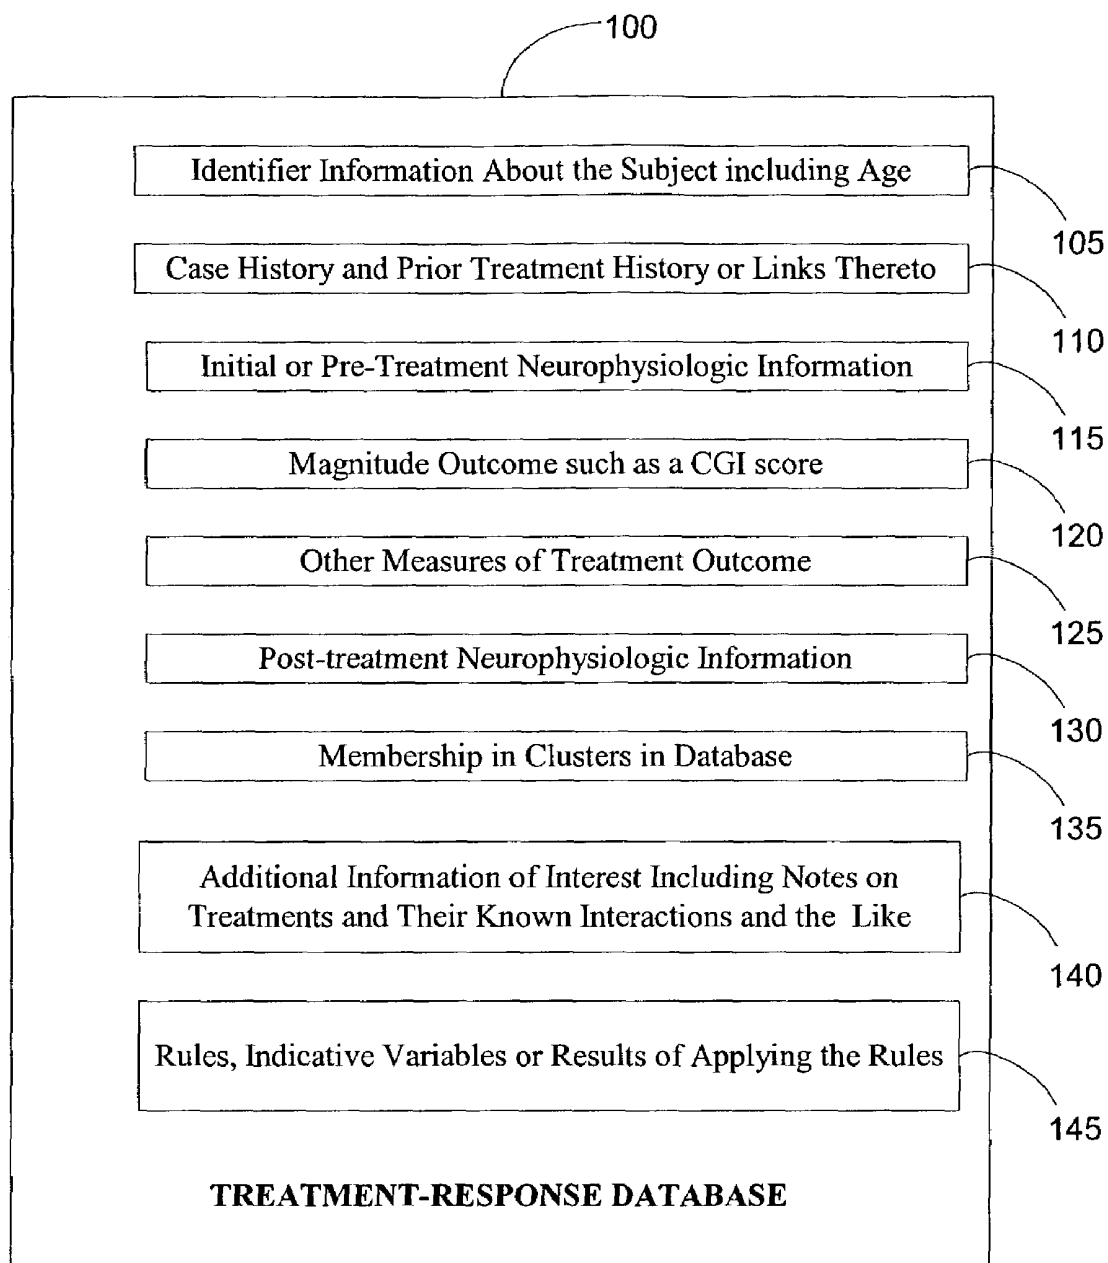 100
Identifier Information About the Subject including Age
105
Case History and Prior Treatment History or Links Thereto
110
Initial or Pre-Treatment Neurophysiologic Information
115
Magnitude Outcome such as a CGI score
120
Other Measures of Treatment Outcome
125
Post-treatment Neurophysiologic Information
130
Membership in Clusters in Database
135
Additional Information of Interest Including Notes on
Treatments and Their Known Interactions and the Like
140
Rules, Indicative Variables or Results of Applying the Rules
145
TREATMENT-RESPONSE DATABASE